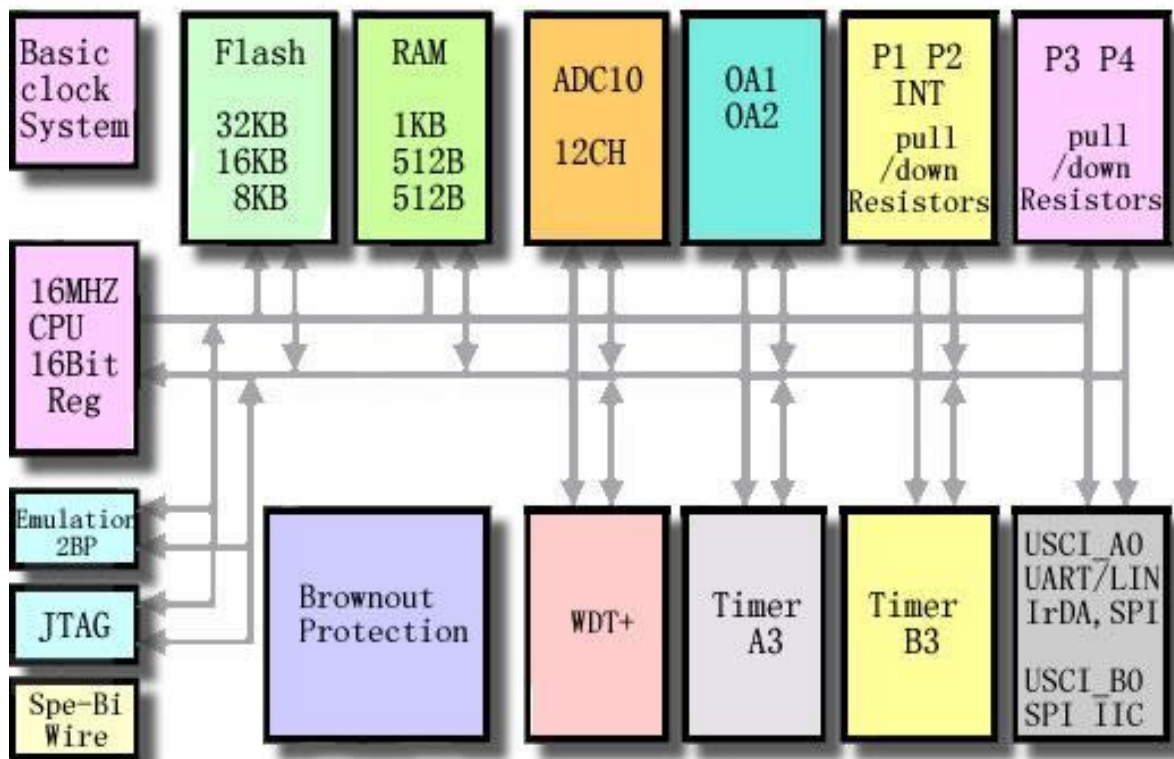 Basic
clock
System
Flash
32KB
16KB
8KB
RAM
1KB
512B
512B
ADC10
12CH
OA1
OA2
P1 P2
INT
pull
/down
Resistors
P3 P4
pull
/down
Resistors
16MHZ
CPU
16Bit
Reg
Emulation
2BP
JTAG
Spe-Bi
Wire
Brownout
Protection
WDT+
Timer
A3
Timer
B3
USCI_A0
UART/LIN
IrDA, SPI
USCI_B0
SPI IIC